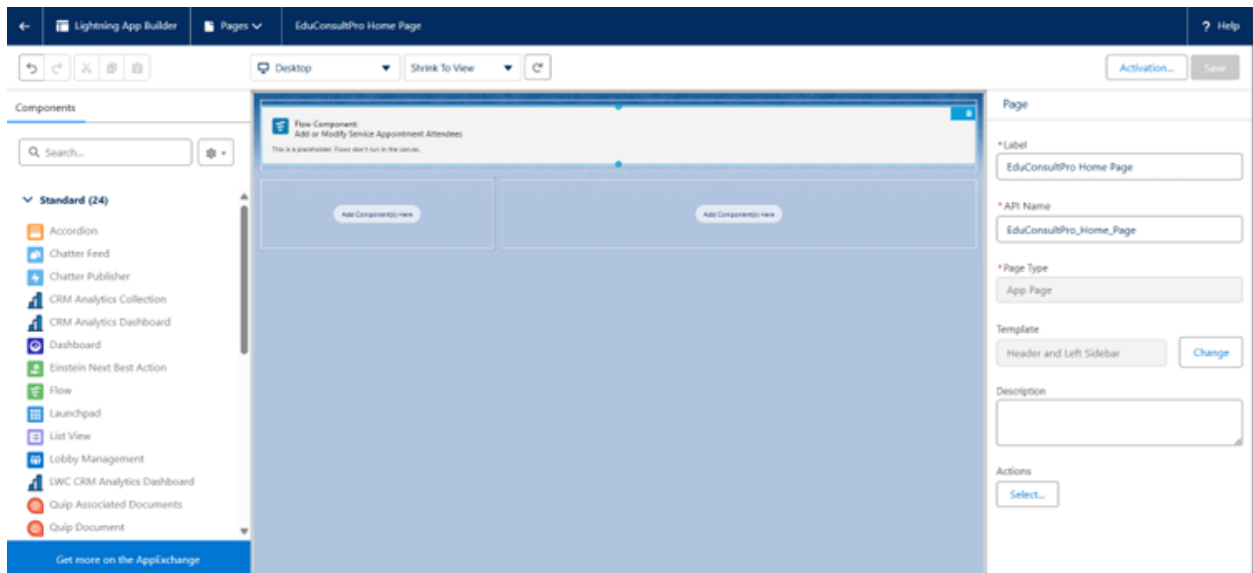 Lightning App Builder
Pages
EduConsultPro Home Page
? Help
Desktop
Shrink To View
Activation...
Save
Components
Search...
Standard (24)
Accordion
Chatter Feed
Chatter Publisher
CRM Analytics Collection
CRM Analytics Dashboard
Dashboard
Einstein Next Best Action
Flow
Launchpad
List View
Lobby Management
LWC CRM Analytics Dashboard
Quip Associated Documents
Quip Document
Get more on the AppExchange
Flow Component:
Add or Modify Service Appointment Attendees
This is a placeholder. Flows don't run in the canvas.
Add Component(s) Here
Add Component(s) Here
Page
*Label
EduConsultPro Home Page
*API Name
EduConsultPro_Home_Page
*Page Type
App Page
Template
Header and Left Sidebar
Change
Description
Actions
Select...